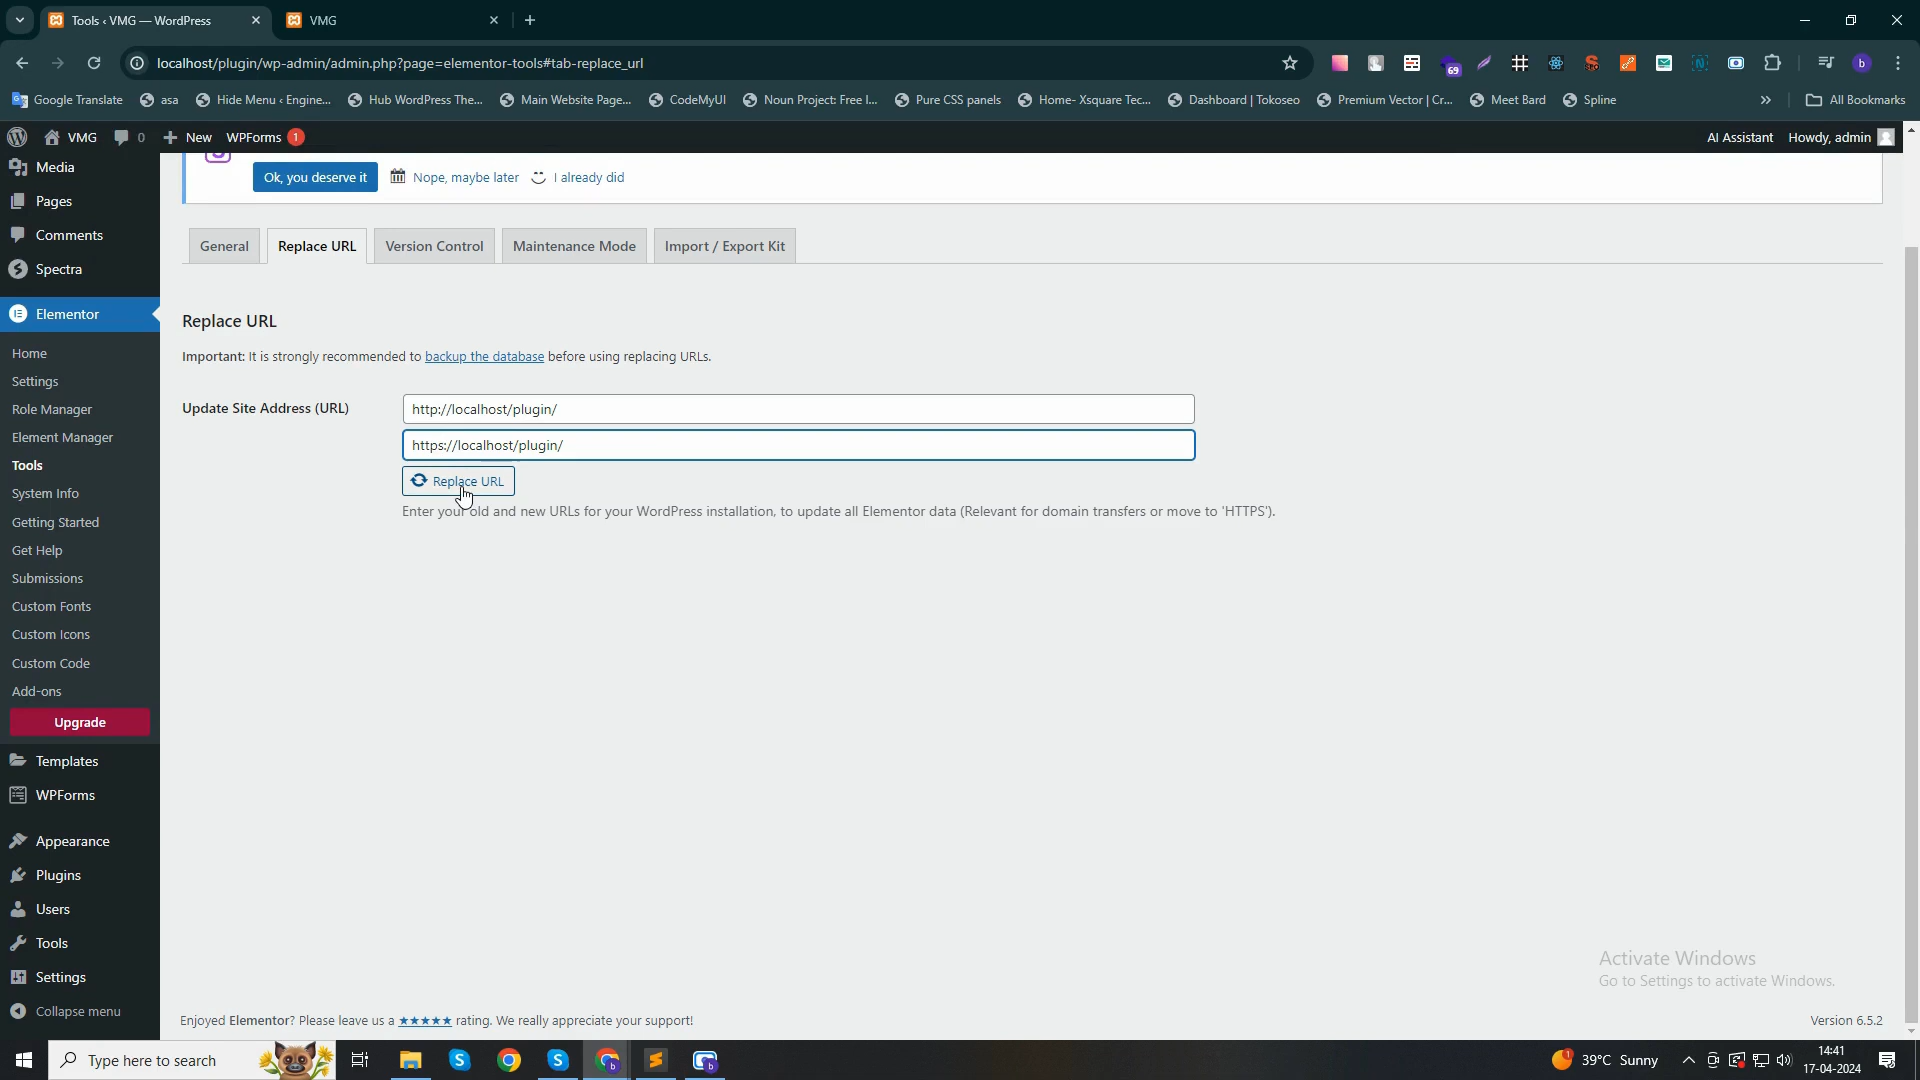 Tools ‹ VMG — WordPress
VMG
localhost/plugin/wp-admin/admin.php?page=elementor-tools#tab-replace_url
69
b
Google Translate
asa
Hide Menu ‹ Engine...
Hub WordPress The...
Main Website Page...
CodeMyUI
Noun Project: Free I...
Pure CSS panels
Home- Xsquare Tec...
Dashboard | Tokoseo
Premium Vector | Cr...
Meet Bard
Spline
All Bookmarks
VMG
0
New
WPForms
1
AI Assistant
Howdy, admin
Media
Pages
Comments
Spectra
Elementor
Home
Settings
Role Manager
Element Manager
Tools
System Info
Getting Started
Get Help
Submissions
Custom Fonts
Custom Icons
Custom Code
Add-ons
Upgrade
Templates
WPForms
Appearance
Plugins
Users
Tools
Settings
Collapse menu
Ok, you deserve it
Nope, maybe later
I already did
General
Replace URL
Version Control
Maintenance Mode
Import / Export Kit
Replace URL
Important: It is strongly recommended to backup the database before using replacing URLs.
Update Site Address (URL)
http://localhost/plugin/
https://localhost/plugin/
Replace URL
Enter your old and new URLs for your WordPress installation, to update all Elementor data (Relevant for domain transfers or move to 'HTTPS').
Activate Windows
Go to Settings to activate Windows.
Enjoyed Elementor? Please leave us a ★★★★★ rating. We really appreciate your support!
Version 6.5.2
Type here to search
39°C Sunny
14:41
17-04-2024